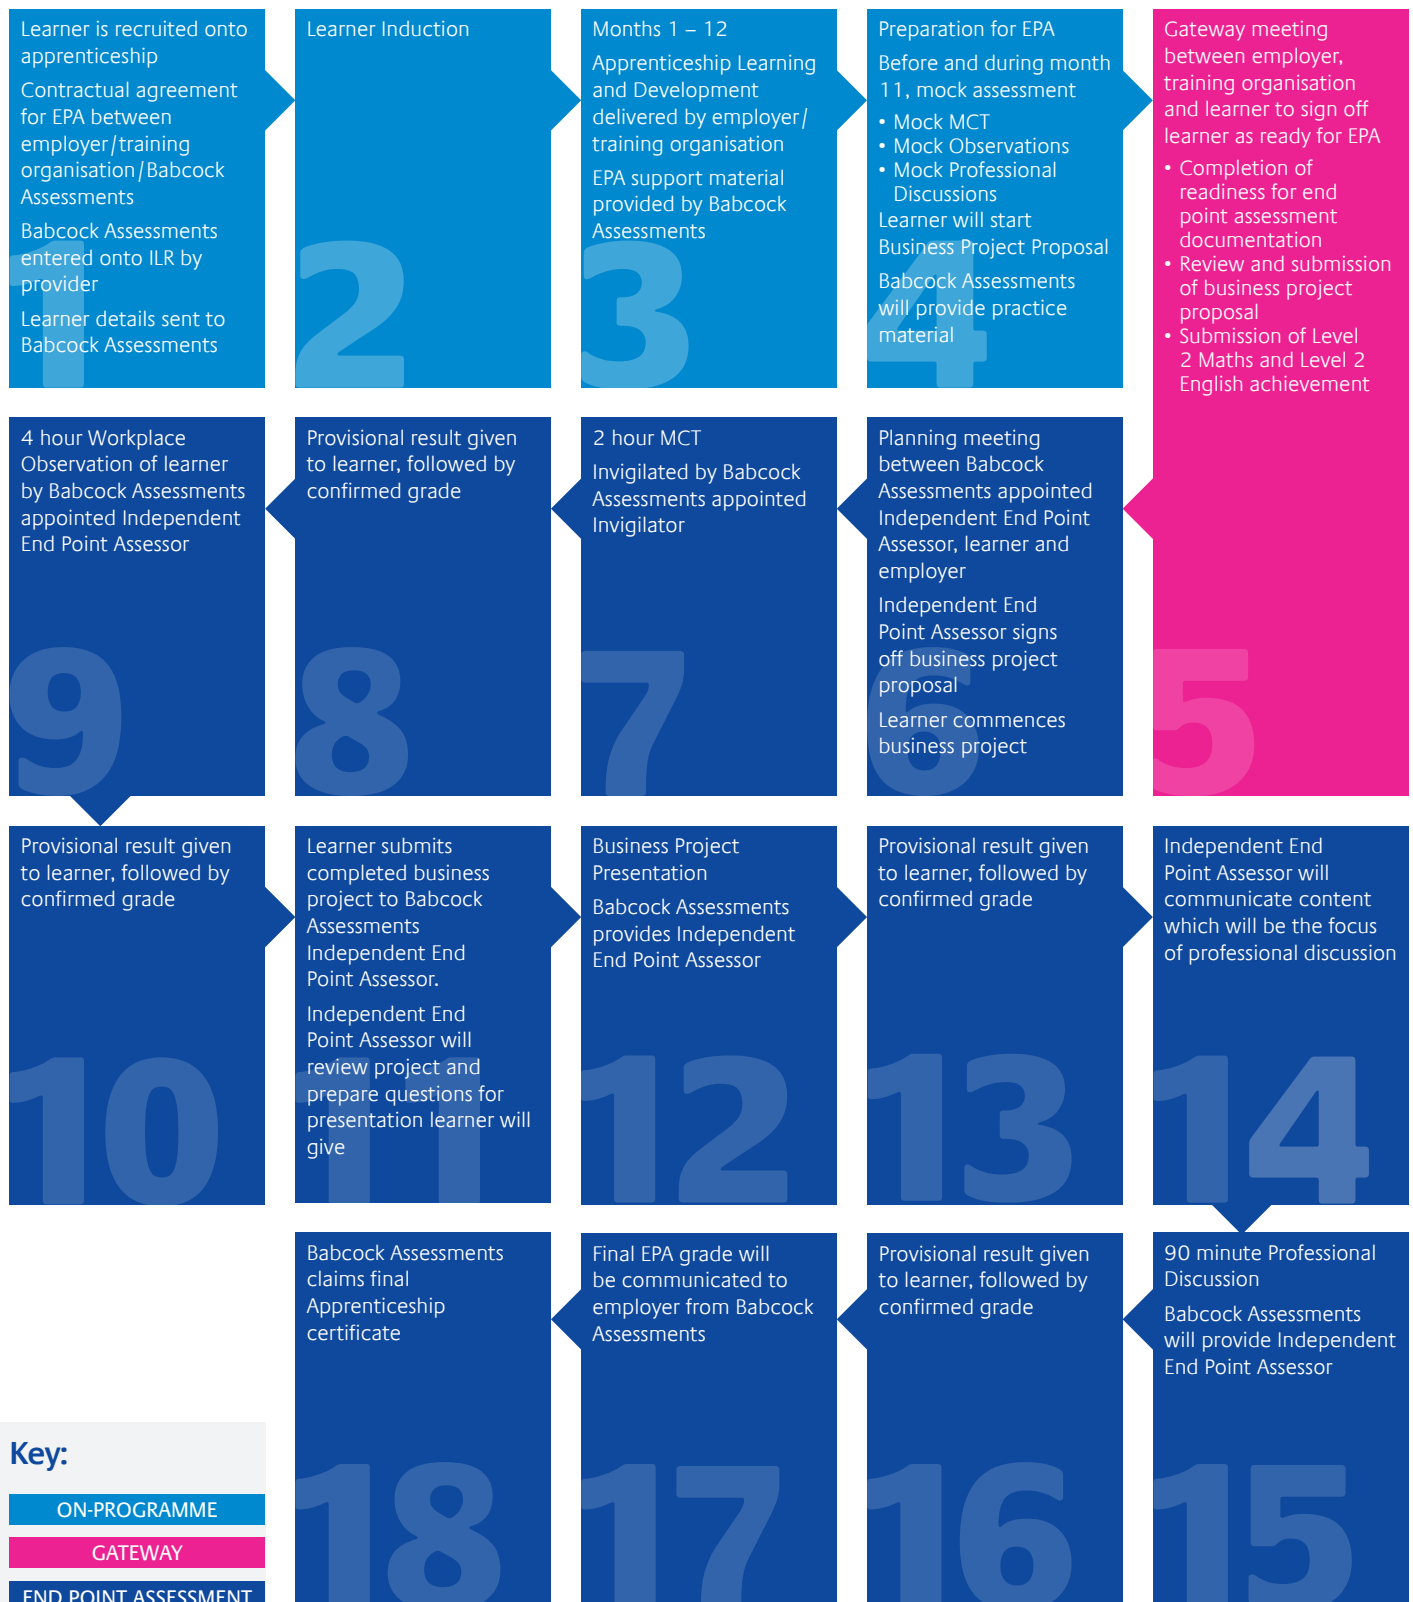 Learner is recruited onto
apprenticeship
Contractual agreement
for EPA between
employer/training
organisation/Babcock
Assessments
Babcock Assessments
entered onto ILR by
provider
Learner details sent to
Babcock Assessments
1
Learner Induction
2
Months 1 – 12
Apprenticeship Learning
and Development
delivered by employer/
training organisation
EPA support material
provided by Babcock
Assessments
3
Preparation for EPA
Before and during month
11, mock assessment
• Mock MCT
• Mock Observations
• Mock Professional
Discussions
Learner will start
Business Project Proposal
Babcock Assessments
will provide practice
material
4
Gateway meeting
between employer,
training organisation
and learner to sign off
learner as ready for EPA
• Completion of
readiness for end
point assessment
documentation
• Review and submission
of business project
proposal
• Submission of Level
2 Maths and Level 2
English achievement
5
Planning meeting
between Babcock
Assessments appointed
Independent End Point
Assessor, learner and
employer
Independent End
Point Assessor signs
off business project
proposal
Learner commences
business project
6
2 hour MCT
Invigilated by Babcock
Assessments appointed
Invigilator
7
Provisional result given
to learner, followed by
confirmed grade
8
4 hour Workplace
Observation of learner
by Babcock Assessments
appointed Independent
End Point Assessor
9
Provisional result given
to learner, followed by
confirmed grade
10
Learner submits
completed business
project to Babcock
Assessments
Independent End
Point Assessor.
Independent End
Point Assessor will
review project and
prepare questions for
presentation learner will
give
11
Business Project
Presentation
Babcock Assessments
provides Independent
End Point Assessor
12
Provisional result given
to learner, followed by
confirmed grade
13
Independent End
Point Assessor will
communicate content
which will be the focus
of professional discussion
14
90 minute Professional
Discussion
Babcock Assessments
will provide Independent
End Point Assessor
15
Provisional result given
to learner, followed by
confirmed grade
16
Final EPA grade will
be communicated to
employer from Babcock
Assessments
17
Babcock Assessments
claims final
Apprenticeship
certificate
18
Key:
ON-PROGRAMME
GATEWAY
END POINT ASSESSMENT